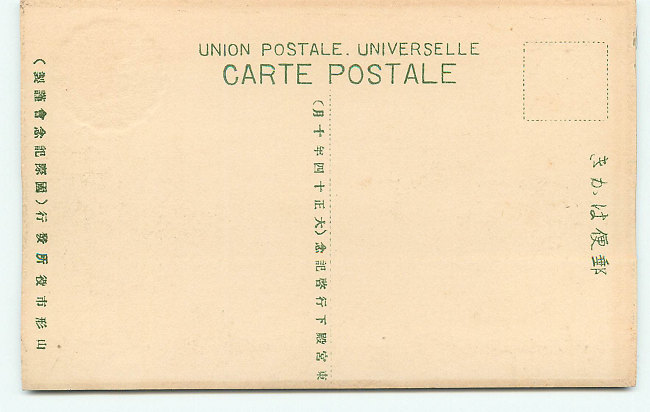 UNION POSTALE. UNIVERSELLE
CARTE POSTALE
郵便はかき
東宮殿下行啓記念(大正十四年十月)
山形市役所發行(國際記念會謹製)